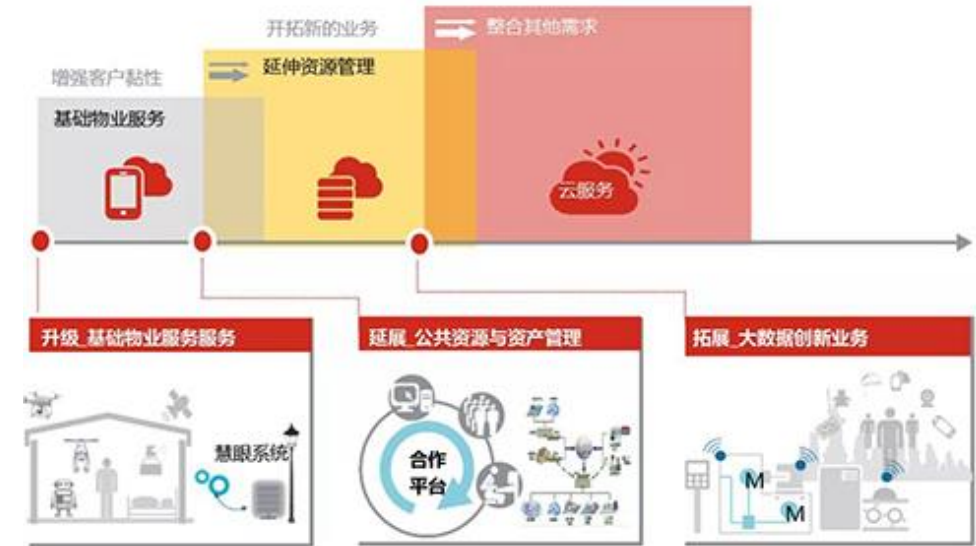 开拓新的业务
整合其他需求
增强客户黏性
延伸资源管理
基础物业服务
云服务
升级_基础物业服务服务
延展_公共资源与资产管理
拓展_大数据创新业务
慧眼系统
合作
平台
M
M